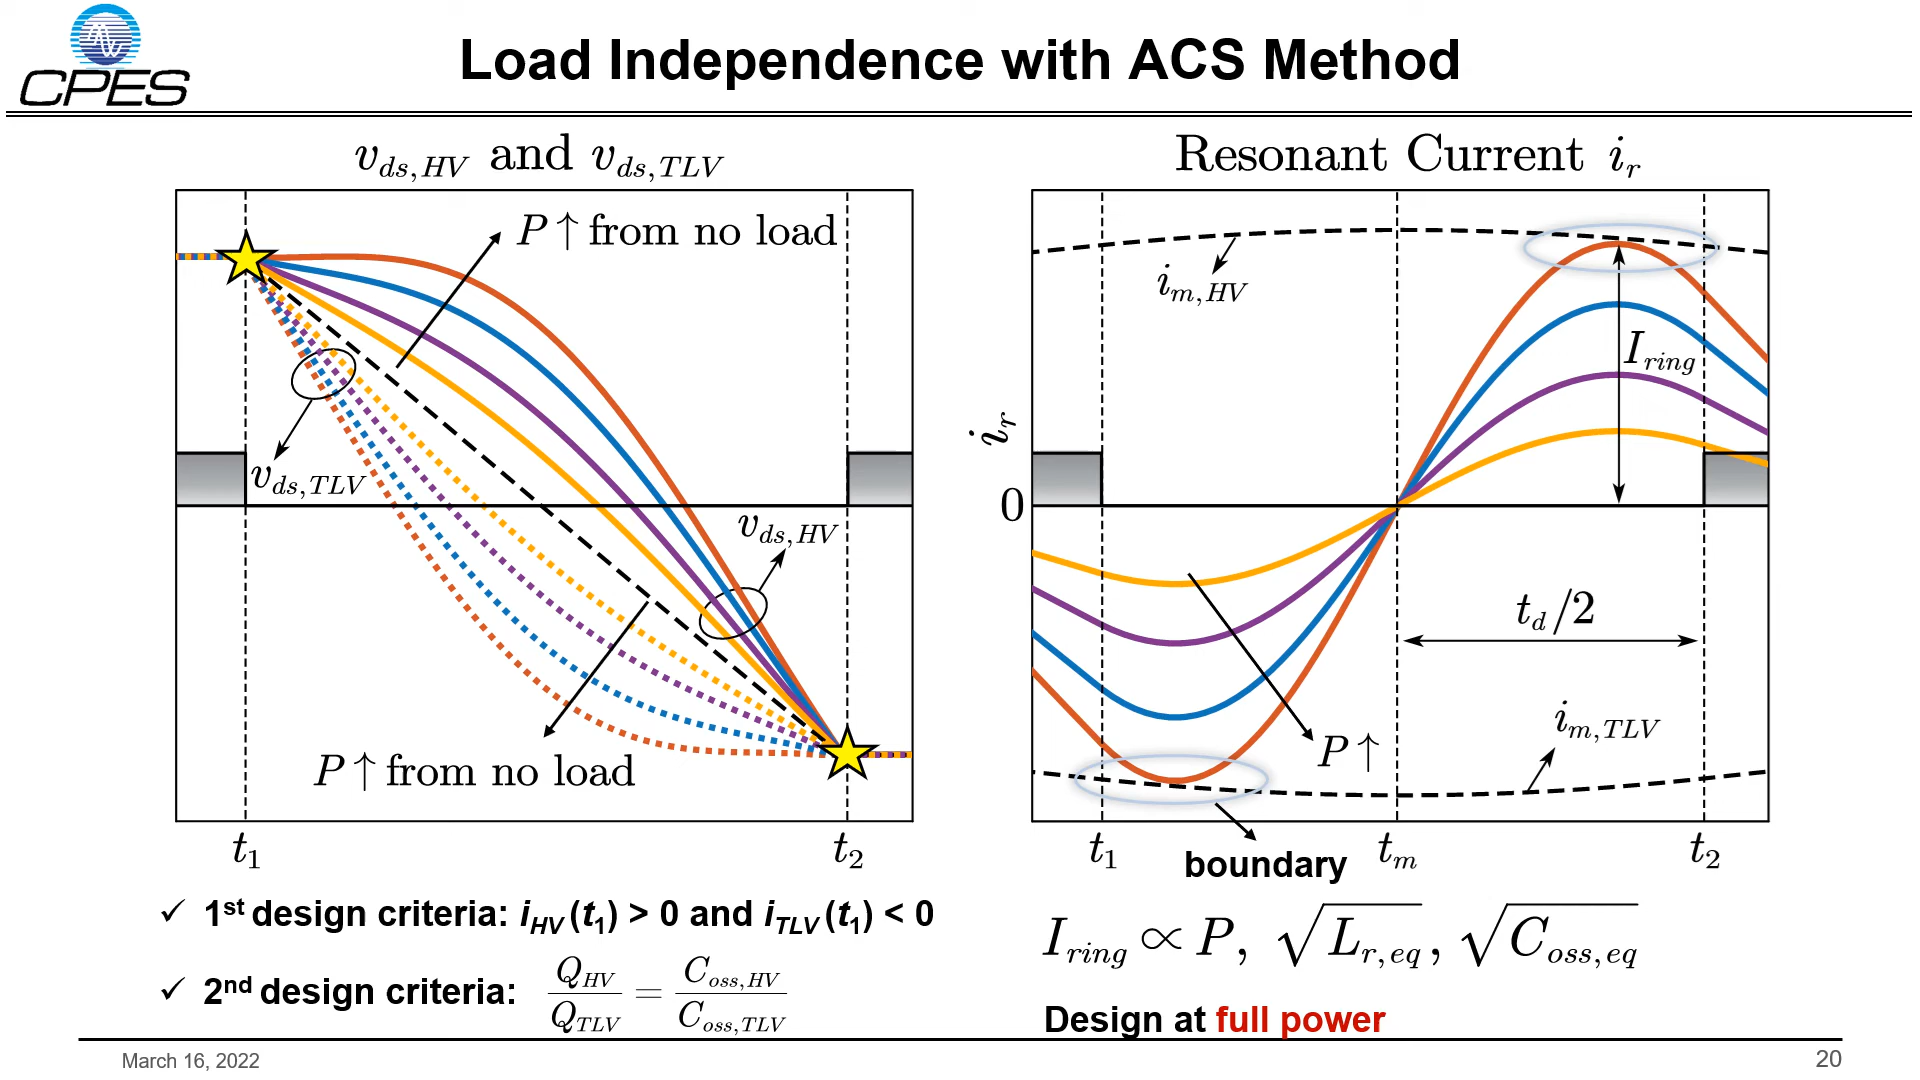 CPES
Load Independence with ACS Method
v_ds,HV and v_ds,TLV
P ↑ from no load
v_ds,TLV
v_ds,HV
P ↑ from no load
t_1
t_2
Resonant Current i_r
i_m,HV
I_ring
i_r
0
t_d/2
i_m,TLV
P ↑
t_1
boundary
t_m
t_2
✓ 1st design criteria: i_HV (t_1) > 0 and i_TLV (t_1) < 0
✓ 2nd design criteria: Q_HV / Q_TLV = C_oss,HV / C_oss,TLV
I_ring ∝ P, √L_r,eq, √C_oss,eq
Design at full power
March 16, 2022
20